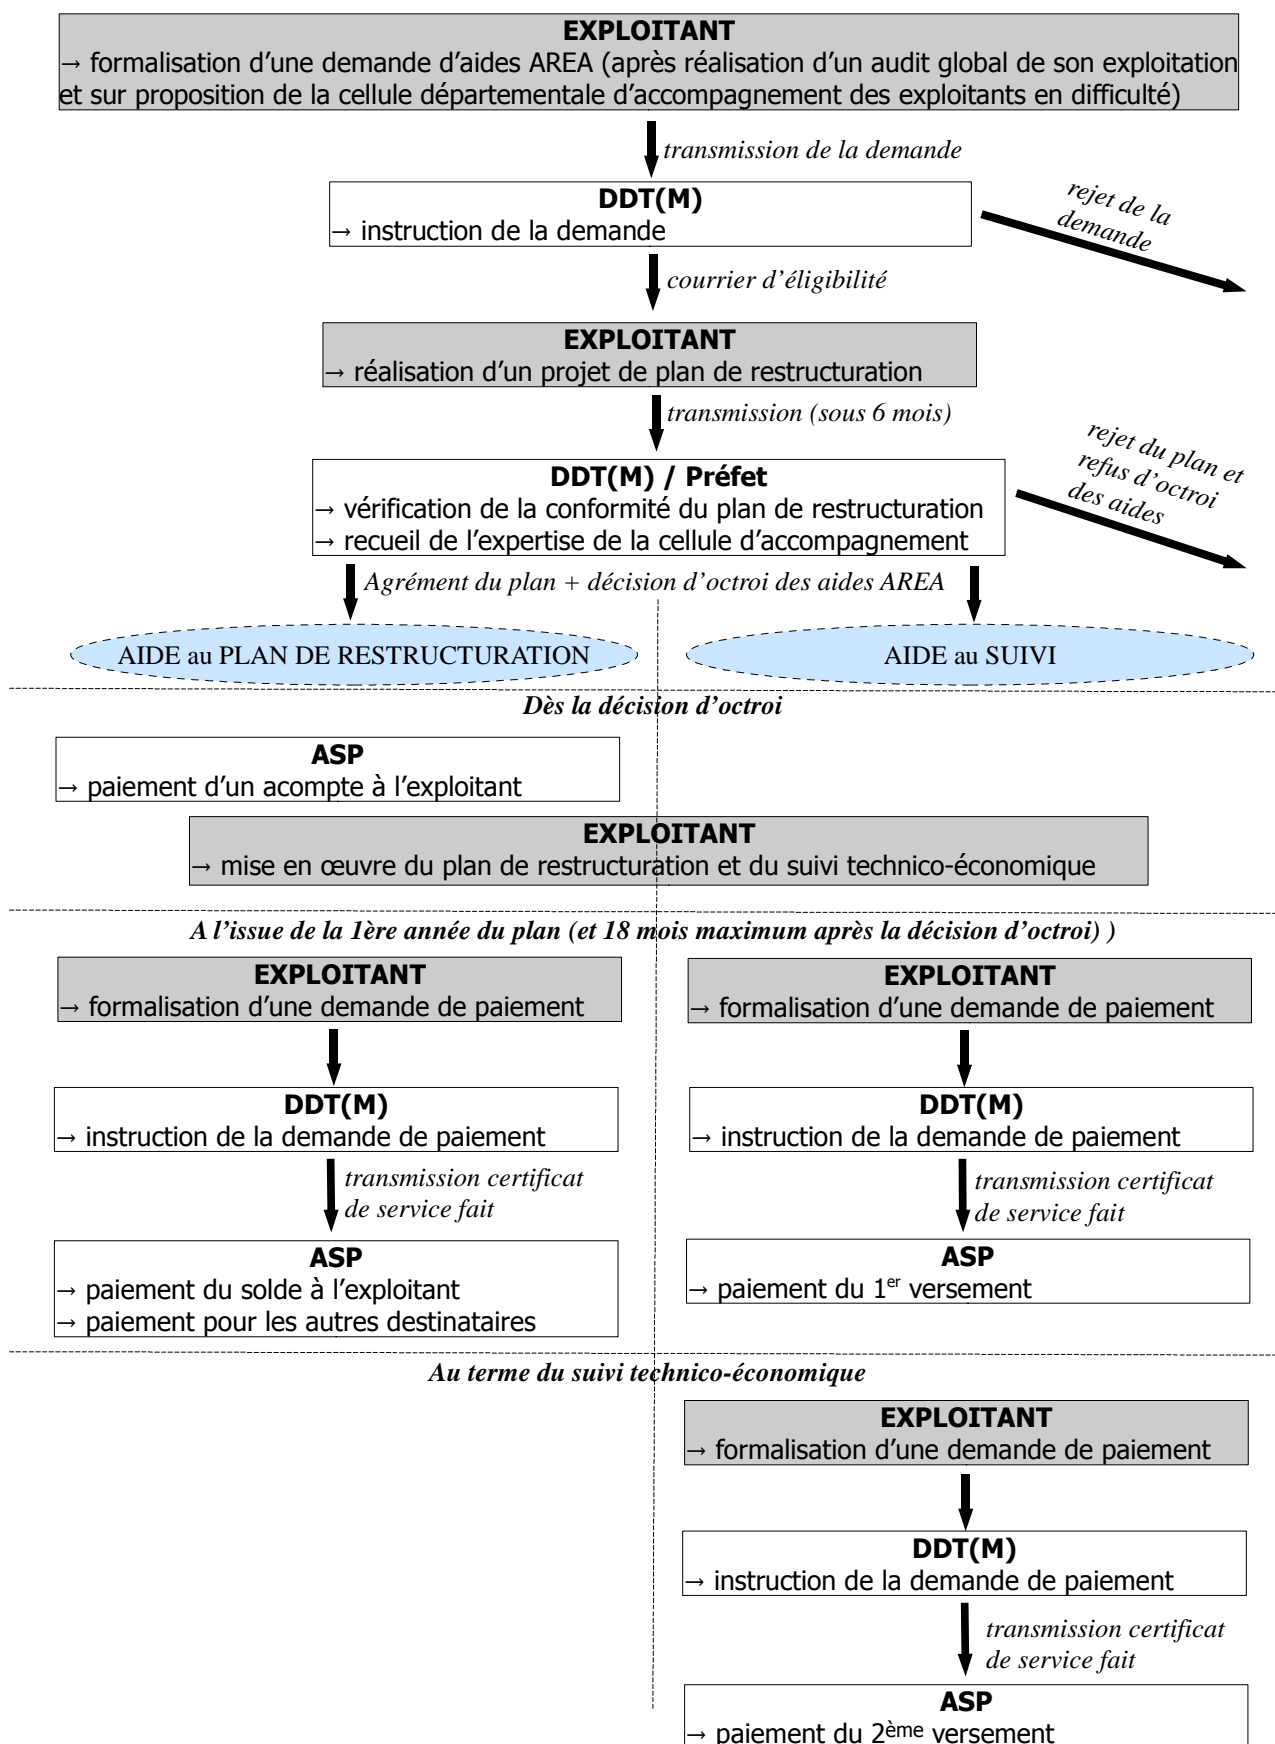 EXPLOITANT
→ formalisation d’une demande d’aides AREA (après réalisation d’un audit global de son exploitation
et sur proposition de la cellule départementale d’accompagnement des exploitants en difficulté)
transmission de la demande
DDT(M)
→ instruction de la demande
rejet de la
demande
courrier d’éligibilité
EXPLOITANT
→ réalisation d’un projet de plan de restructuration
transmission (sous 6 mois)
DDT(M) / Préfet
→ vérification de la conformité du plan de restructuration
→ recueil de l’expertise de la cellule d’accompagnement
rejet du plan et
refus d’octroi
des aides
Agrément du plan + décision d’octroi des aides AREA
AIDE au PLAN DE RESTRUCTURATION
AIDE au SUIVI
Dès la décision d’octroi
ASP
→ paiement d’un acompte à l’exploitant
EXPLOITANT
→ mise en œuvre du plan de restructuration et du suivi technico-économique
A l’issue de la 1ère année du plan (et 18 mois maximum après la décision d’octroi) )
EXPLOITANT
→ formalisation d’une demande de paiement
DDT(M)
→ instruction de la demande de paiement
transmission certificat
de service fait
ASP
→ paiement du solde à l’exploitant
→ paiement pour les autres destinataires
EXPLOITANT
→ formalisation d’une demande de paiement
DDT(M)
→ instruction de la demande de paiement
transmission certificat
de service fait
ASP
→ paiement du 1er versement
Au terme du suivi technico-économique
EXPLOITANT
→ formalisation d’une demande de paiement
DDT(M)
→ instruction de la demande de paiement
transmission certificat
de service fait
ASP
→ paiement du 2ème versement